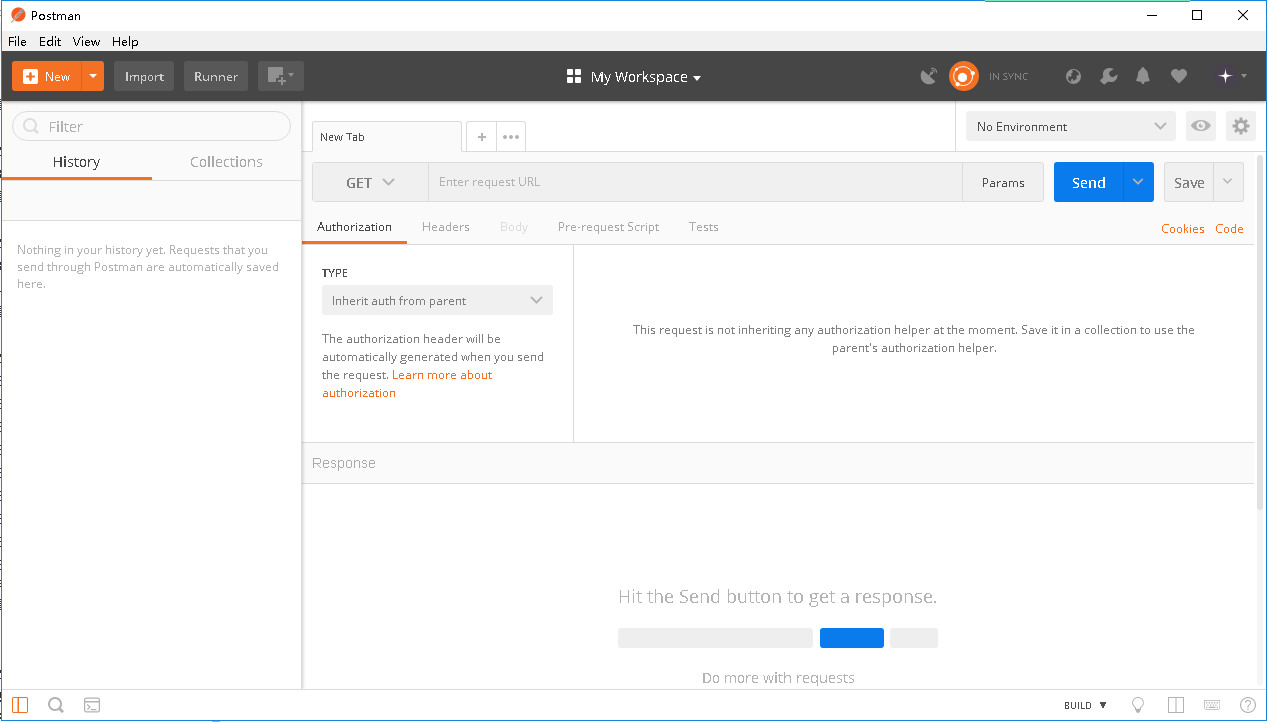 Postman
File Edit View Help
New Import Runner My Workspace IN SYNC
Filter
History Collections
Nothing in your history yet. Requests that you
send through Postman are automatically saved
here.
New Tab + ••• No Environment
GET Enter request URL Params Send Save
Authorization Headers Body Pre-request Script Tests Cookies Code
TYPE
Inherit auth from parent
The authorization header will be
automatically generated when you send
the request. Learn more about
authorization
This request is not inheriting any authorization helper at the moment. Save it in a collection to use the
parent's authorization helper.
Response
Hit the Send button to get a response.
Do more with requests
BUILD